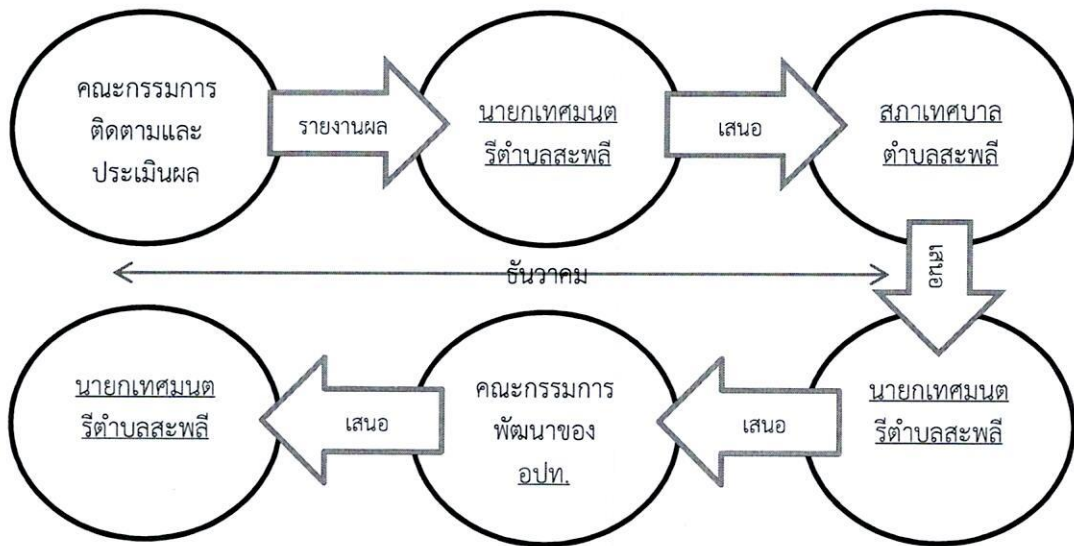 คณะกรรมการ
ติดตามและ
ประเมินผล
รายงานผล
นายกเทศมนต
รีตำบลสะพลี
เสนอ
สภาเทศบาล
ตำบลสะพลี
เสนอ
ธันวาคม
นายกเทศมนต
รีตำบลสะพลี
เสนอ
คณะกรรมการ
พัฒนาของ
อปท.
เสนอ
นายกเทศมนต
รีตำบลสะพลี